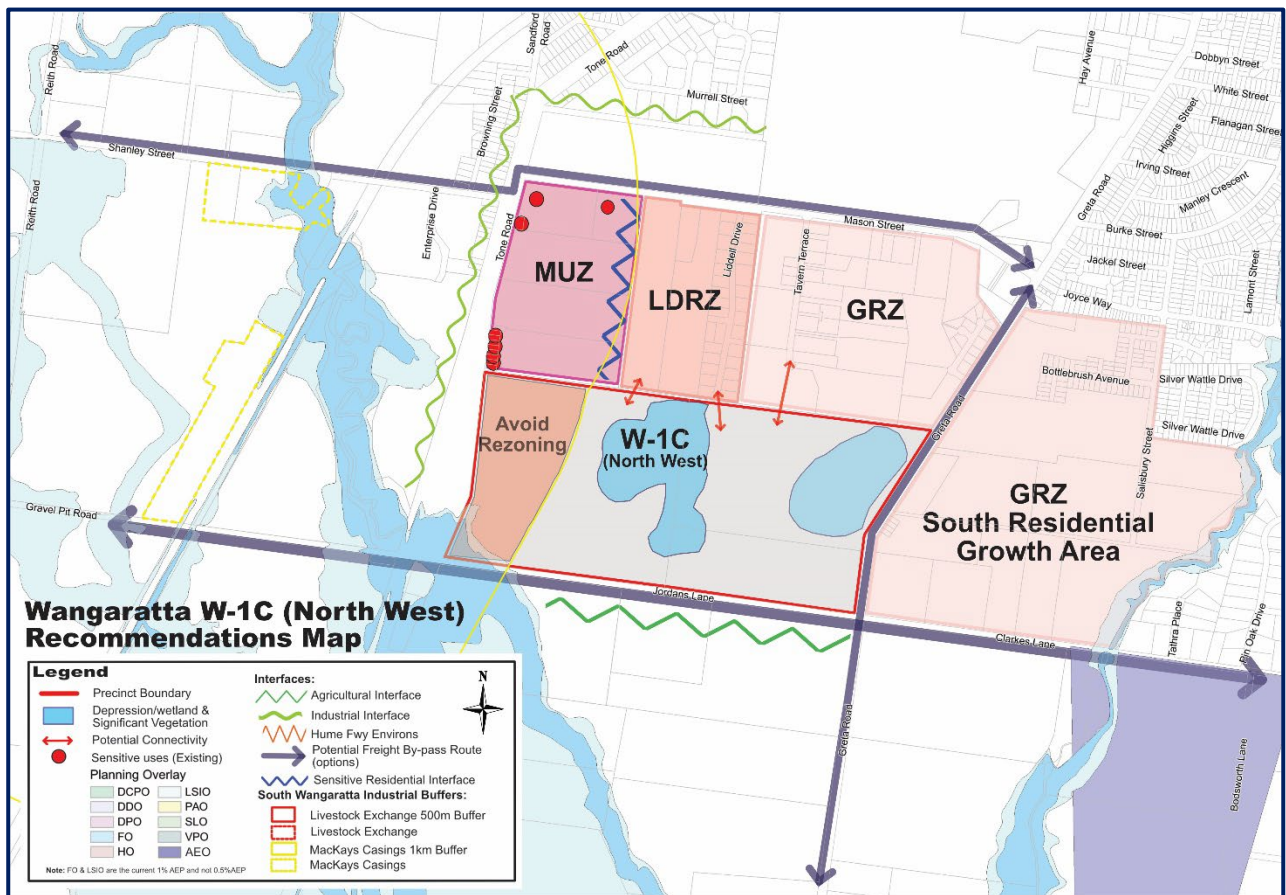 Reith Road
Sandford
Road
Tone Road
Murrell Street
Browning Street
Hay Avenue
Dobbyn Street
White Street
Flanagan Street
Higgins Street
Irving Street
Manley Crescent
Greta Road
Burke Street
Jackel Street
Lamont Street
Joyce Way
Shanley Street
Reith Road
Enterprise Drive
Tone Road
Mason Street
Liddell Drive
Tavern Terrace
MUZ
LDRZ
GRZ
Bottlebrush Avenue
Silver Wattle Drive
Silver Wattle Drive
Salisbury Street
Greta Road
Avoid
Rezoning
W-1C
(North West)
GRZ
South Residential
Growth Area
Gravel Pit Road
Jordans Lane
Clarkes Lane
Tathra Place
Pin Oak Drive
Greta Road
Bodsworth Lane
Wangaratta W-1C (North West)
Recommendations Map
Legend
Precinct Boundary
Depression/wetland &
Significant Vegetation
Potential Connectivity
Sensitive uses (Existing)
Planning Overlay
DCPO
LSIO
DDO
PAO
DPO
SLO
FO
VPO
HO
AEO
Note: FO & LSIO are the current 1% AEP and not 0.5%AEP
Interfaces:
Agricultural Interface
Industrial Interface
Hume Fwy Environs
Potential Freight By-pass Route
(options)
Sensitive Residential Interface
South Wangaratta Industrial Buffers:
Livestock Exchange 500m Buffer
Livestock Exchange
MacKays Casings 1km Buffer
MacKays Casings
N